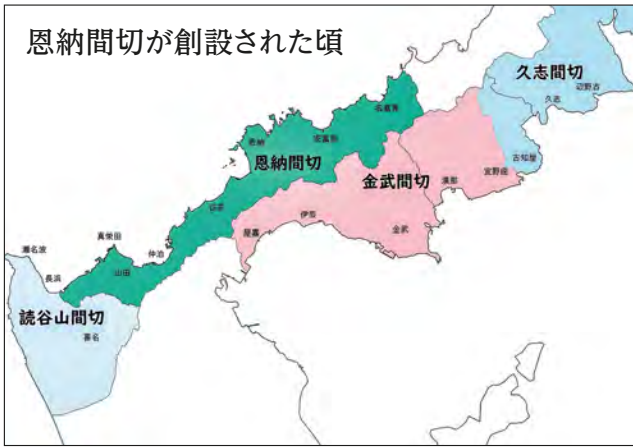 恩納間切が創設された頃
久志間切
辺野古
久志
名嘉真
恩納
安富祖
古知屋
恩納間切
金武間切
漢那
宜野座
谷茶
伊芸
屋嘉
金武
真栄田
仲泊
瀬名波
山田
長浜
読谷山間切
喜名